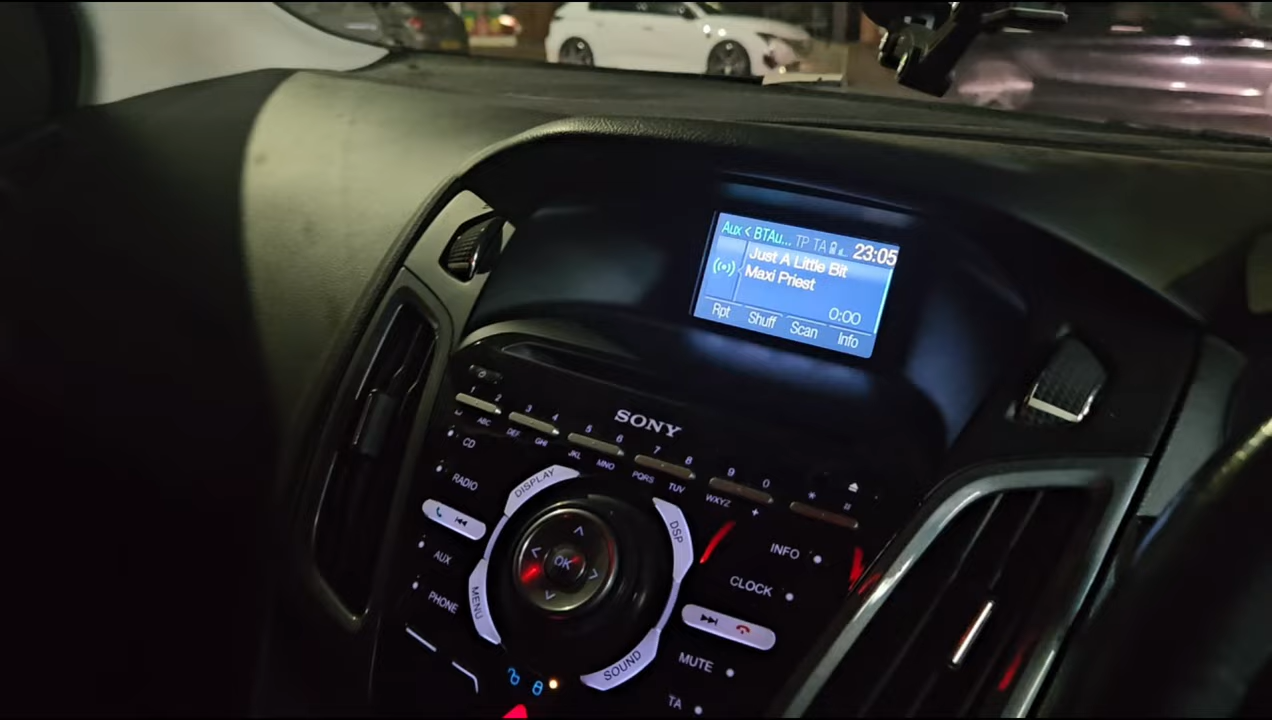 Aux < BTAu... TP TA 23:05
Just A Little Bit
Maxi Priest
0:00
Rpt Shuff Scan Info
SONY
1 2 3 4 5 6 7 8 9 0 * #
ABC DEF GHI JKL MNO PQRS TUV WXYZ +
CD
RADIO
AUX
PHONE
DISPLAY
DSP
MENU
SOUND
OK
INFO
CLOCK
MUTE
TA